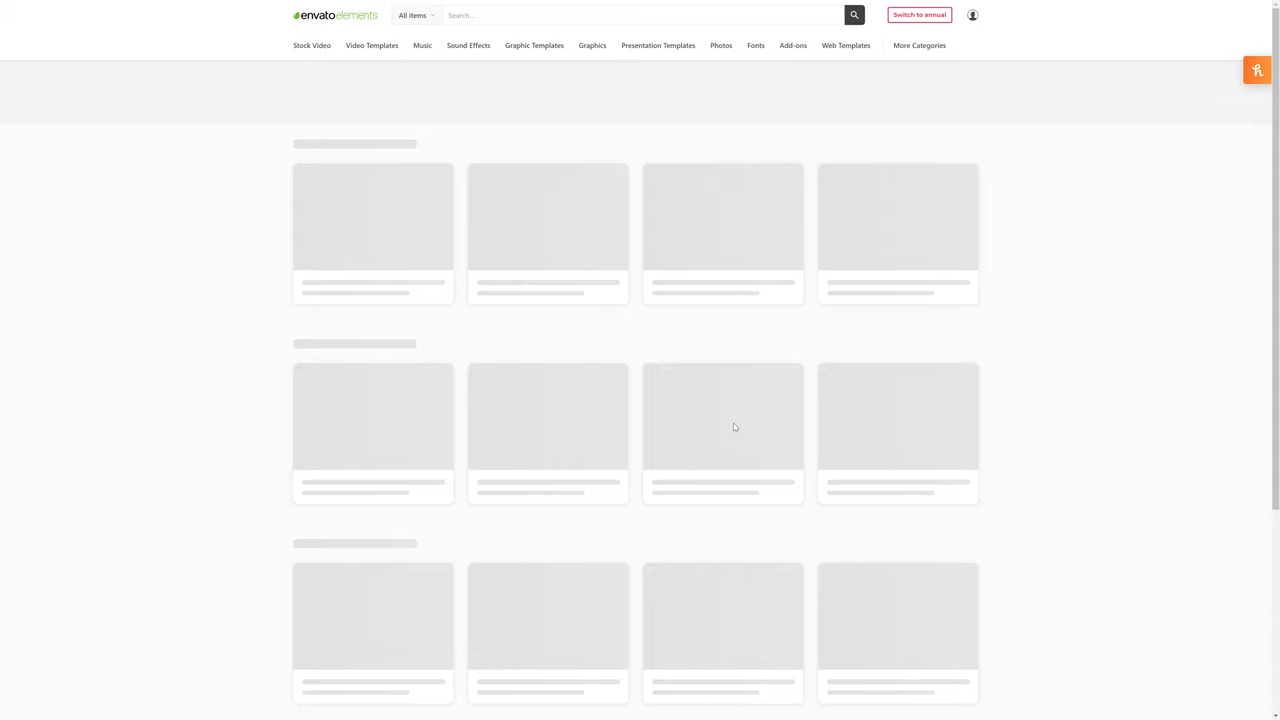 envatoelements
All items
Search...
Switch to annual
Stock Video
Video Templates
Music
Sound Effects
Graphic Templates
Graphics
Presentation Templates
Photos
Fonts
Add-ons
Web Templates
More Categories